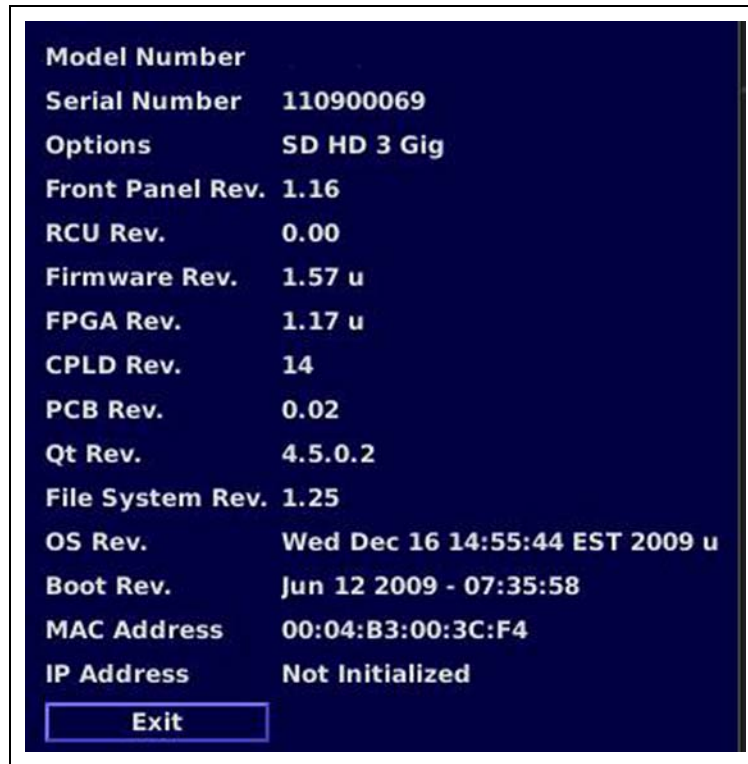 Model Number
Serial Number 110900069
Options SD HD 3 Gig
Front Panel Rev. 1.16
RCU Rev. 0.00
Firmware Rev. 1.57 u
FPGA Rev. 1.17 u
CPLD Rev. 14
PCB Rev. 0.02
Qt Rev. 4.5.0.2
File System Rev. 1.25
OS Rev. Wed Dec 16 14:55:44 EST 2009 u
Boot Rev. Jun 12 2009 - 07:35:58
MAC Address 00:04:B3:00:3C:F4
IP Address Not Initialized
Exit